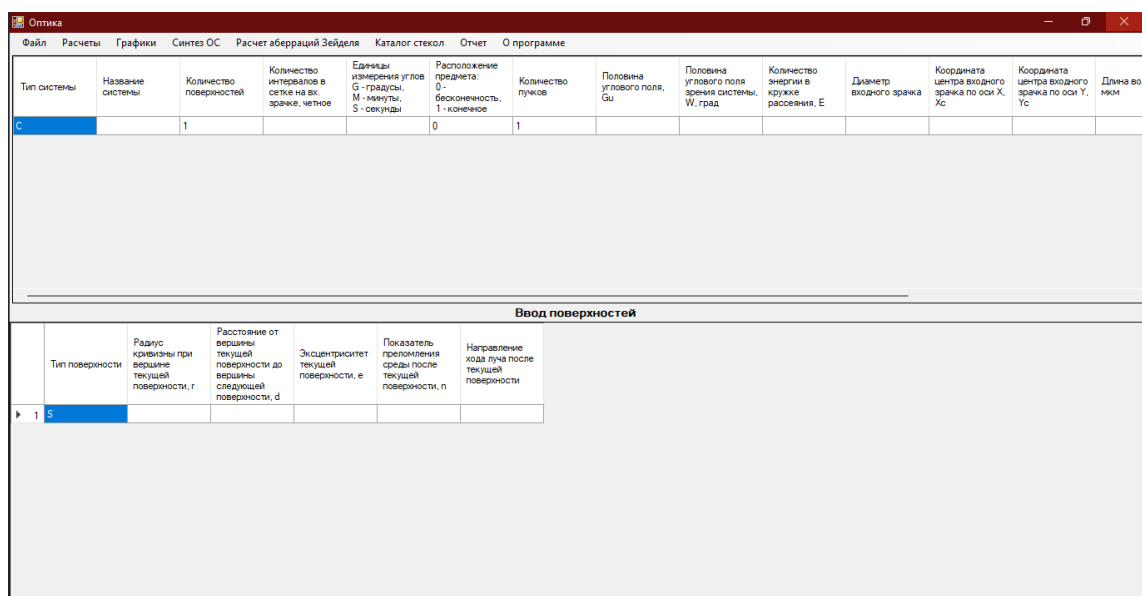 Оптика
Файл Расчеты Графики Синтез ОС Расчет аберраций Зейделя Каталог стекол Отчет О программе
Тип системы
Название
системы
Количество
поверхностей
Количество
интервалов в
сетке на вх.
зрачке, четное
Единицы
измерения углов
G - градусы,
M - минуты,
S - секунды
Расположение
предмета:
0 -
бесконечность,
1 - конечное
Количество
пучков
Половина
углового поля,
Gu
Половина
углового поля
зрения системы,
W, град
Количество
энергии в
кружке
рассеяния, E
Диаметр
входного зрачка
Координата
центра входного
зрачка по оси X,
Xc
Координата
центра входного
зрачка по оси Y,
Yc
Длина во
мкм
C 1 0 1
Ввод поверхностей
Тип поверхности
Радиус
кривизны при
вершине
текущей
поверхности, r
Расстояние от
вершины
текущей
поверхности до
вершины
следующей
поверхности, d
Эксцентриситет
текущей
поверхности, e
Показатель
преломления
среды после
текущей
поверхности, n
Направление
хода луча после
текущей
поверхности
1 S